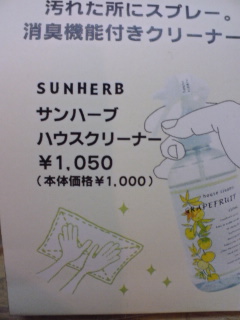 汚れた所にスプレー。
消臭機能付きクリーナー
SUNHERB
サンハーブ
ハウスクリーナー
¥1,050
(本体価格¥1,000)
house clean
GRAPEFRUIT